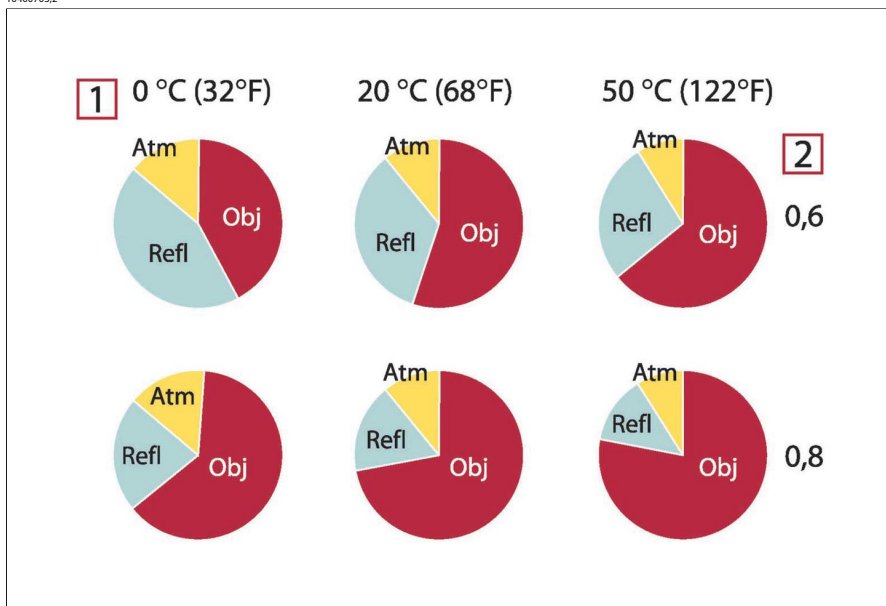 1 0 °C (32°F) 20 °C (68°F) 50 °C (122°F)
Atm Atm Atm 2
Obj Obj Obj 0,6
Refl Refl Refl
Atm Atm Atm
Refl Refl Refl 0,8
Obj Obj Obj